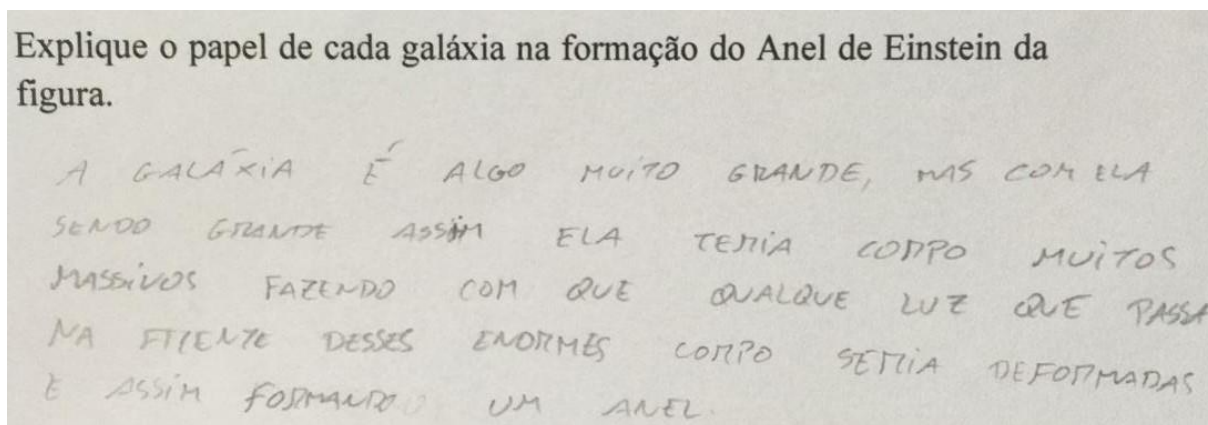 Explique o papel de cada galáxia na formação do Anel de Einstein da
figura.
A GALÁXIA É ALGO MUITO GRANDE, MAS COM ELA
SENDO GRANDE ASSIM ELA TERIA CORPO MUITOS
MASSIVOS FAZENDO COM QUE QUALQUE LUZ QUE PASSA
NA FRENTE DESSES ENORMES CORPO SERIA DEFORMADAS
E ASSIM FORMANDO UM ANEL.